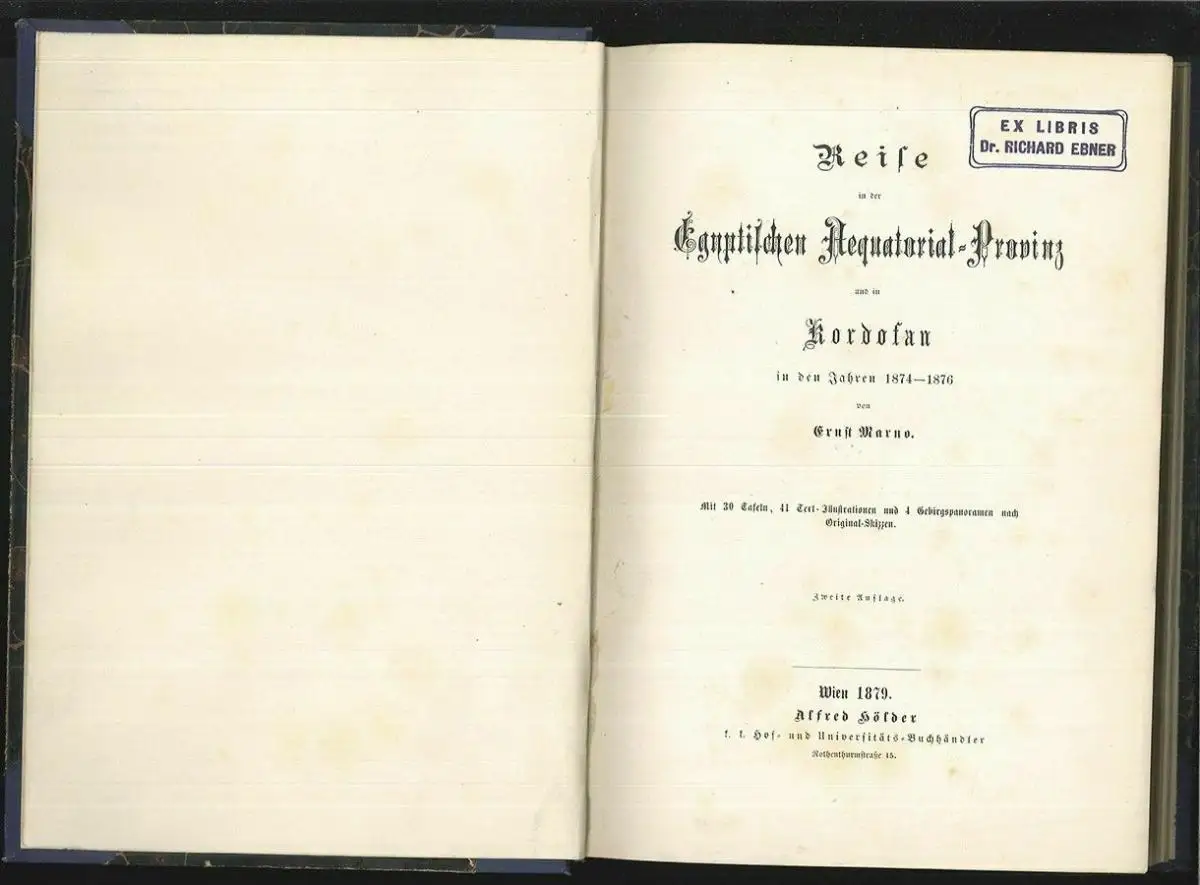 EX LIBRIS
Dr. RICHARD EBNER
Reise
in der
Egyptischen Aequatorial-Provinz
und in
Kordofan
in den Jahren 1874—1876
von
Ernst Marno.
Mit 30 Tafeln, 41 Text-Illustrationen und 4 Gebirgspanoramen nach
Original-Skizzen.
Zweite Auflage.
Wien 1879.
Alfred Hölder
k. k. Hof- und Universitäts-Buchhändler
Rothenthurmstraße 15.